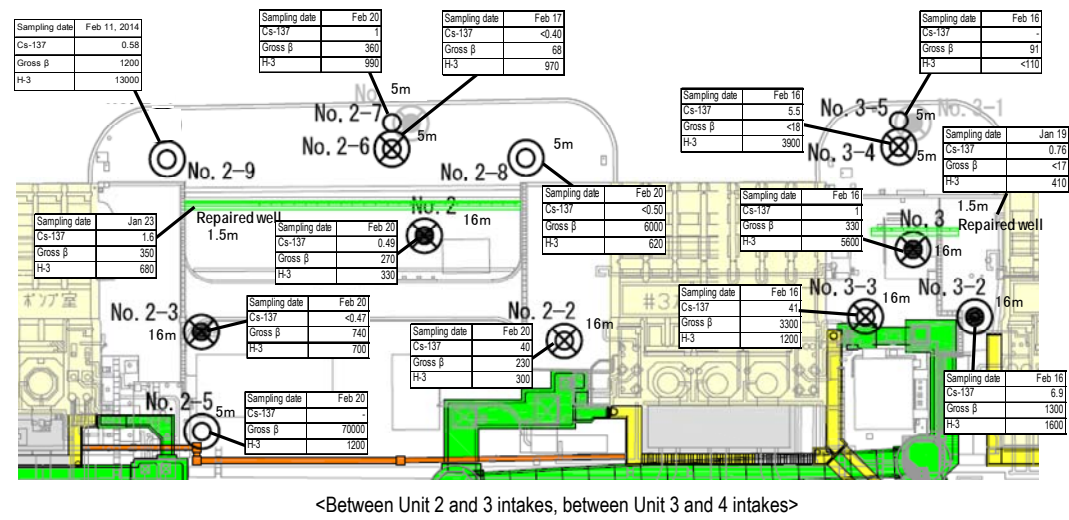 Sampling date Feb 11, 2014
Cs-137 0.58
Gross β 1200
H-3 13000
Sampling date Feb 20
Cs-137 1
Gross β 360
H-3 990
Sampling date Feb 17
Cs-137 <0.40
Gross β 68
H-3 970
Sampling date Feb 16
Cs-137 -
Gross β 91
H-3 <110
5m
No. 2-7
5m
No. 2-6
5m
No. 2-9
No. 2-8
Sampling date Feb 16
Cs-137 5.5
Gross β <18
H-3 3900
No. 3-5
5m
No. 3-1
No. 3-4
5m
Sampling date Jan 19
Cs-137 0.76
Gross β <17
H-3 410
1.5m
Repaired well
Sampling date Jan 23
Cs-137 1.6
Gross β 350
H-3 680
Repaired well
1.5m
Sampling date Feb 20
Cs-137 0.49
Gross β 270
H-3 330
No. 2
16m
Sampling date Feb 20
Cs-137 <0.50
Gross β 6000
H-3 620
Sampling date Feb 16
Cs-137 1
Gross β 330
H-3 5600
No. 3
16m
ポンプ室
No. 2-3
16m
Sampling date Feb 20
Cs-137 <0.47
Gross β 740
H-3 700
Sampling date Feb 20
Cs-137 40
Gross β 230
H-3 300
No. 2-2
16m
#3
Sampling date Feb 16
Cs-137 41
Gross β 3300
H-3 1200
No. 3-3
16m
No. 3-2
16m
No. 2-5
5m
Sampling date Feb 20
Cs-137 -
Gross β 70000
H-3 1200
Sampling date Feb 16
Cs-137 6.9
Gross β 1300
H-3 1600
<Between Unit 2 and 3 intakes, between Unit 3 and 4 intakes>